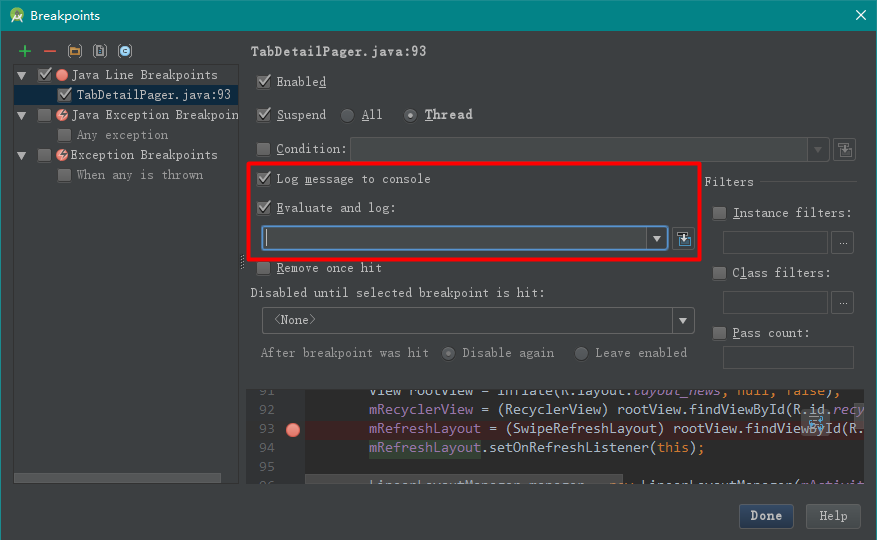 Breakpoints
Java Line Breakpoints
TabDetailPager.java:93
Java Exception Breakpoin
Any exception
Exception Breakpoints
When any is thrown
TabDetailPager.java:93
Enabled
Suspend All Thread
Condition:
Log message to console
Evaluate and log:
Remove once hit
Disabled until selected breakpoint is hit:
<None>
After breakpoint was hit Disable again Leave enabled
Filters
Instance filters:
...
Class filters:
...
Pass count:
91 View rootView = inflate(R.layout.layout_news, null, false);
92 mRecyclerView = (RecyclerView) rootView.findViewById(R.id.recy
93 mRefreshLayout = (SwipeRefreshLayout) rootView.findViewById(R.
94 mRefreshLayout.setOnRefreshListener(this);
95
96 LinearLayoutManager manager = new LinearLayoutManager(mActivit
Done Help